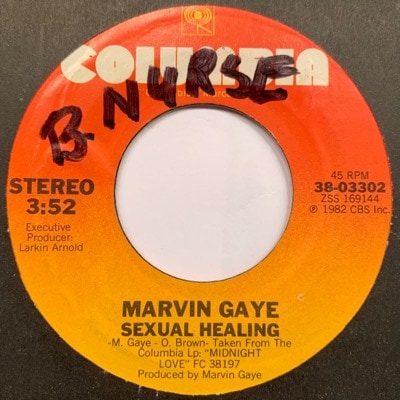 COLUMBIA
B. NURSE
STEREO
3:52
Executive
Producer:
Larkin Arnold
45 RPM
38-03302
ZSS 169144
℗ 1982 CBS Inc.
MARVIN GAYE
SEXUAL HEALING
-M. Gaye - O. Brown- Taken From The
Columbia Lp: "MIDNIGHT
LOVE" FC 38197
Produced by Marvin Gaye